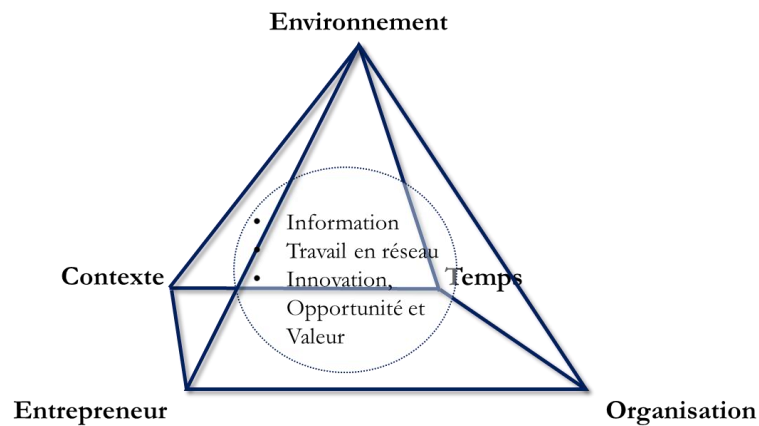 Environnement
• Information
• Travail en réseau
Contexte
• Innovation,
Temps
Opportunité et
Valeur
Entrepreneur
Organisation